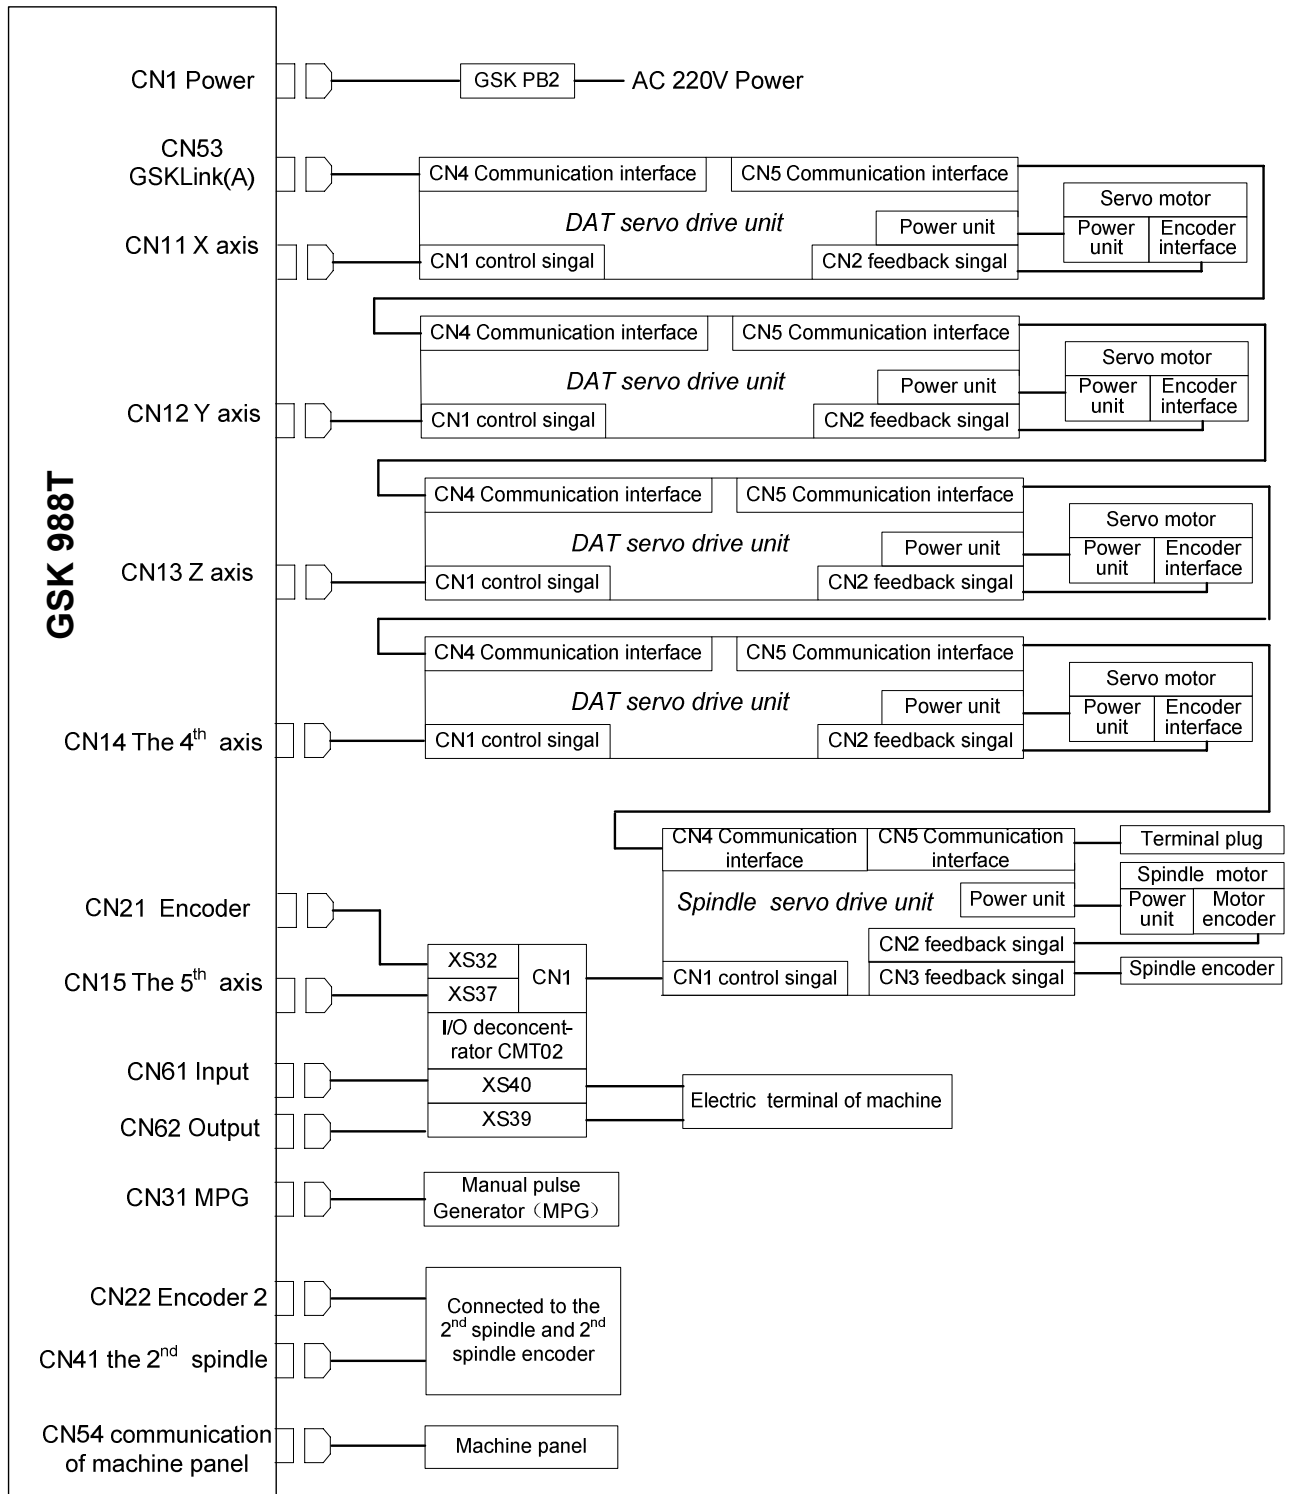 GSK 988T
CN1 Power
GSK PB2
AC 220V Power
CN53
GSKLink(A)
CN4 Communication interface
CN5 Communication interface
DAT servo drive unit
Power unit
CN11 X axis
CN1 control singal
CN2 feedback singal
Servo motor
Power
unit
Encoder
interface
CN4 Communication interface
CN5 Communication interface
DAT servo drive unit
Power unit
CN12 Y axis
CN1 control singal
CN2 feedback singal
Servo motor
Power
unit
Encoder
interface
CN4 Communication interface
CN5 Communication interface
DAT servo drive unit
Power unit
CN13 Z axis
CN1 control singal
CN2 feedback singal
Servo motor
Power
unit
Encoder
interface
CN4 Communication interface
CN5 Communication interface
DAT servo drive unit
Power unit
CN14 The 4th axis
CN1 control singal
CN2 feedback singal
Servo motor
Power
unit
Encoder
interface
CN4 Communication
interface
CN5 Communication
interface
Terminal plug
Spindle servo drive unit
Power unit
Spindle motor
Power
unit
Motor
encoder
CN2 feedback singal
CN1 control singal
CN3 feedback singal
Spindle encoder
CN21 Encoder
XS32
CN1
CN15 The 5th axis
XS37
I/O deconcent-
rator CMT02
CN61 Input
XS40
Electric terminal of machine
CN62 Output
XS39
CN31 MPG
Manual pulse
Generator（MPG）
CN22 Encoder 2
CN41 the 2nd spindle
Connected to the
2nd spindle and 2nd
spindle encoder
CN54 communication
of machine panel
Machine panel